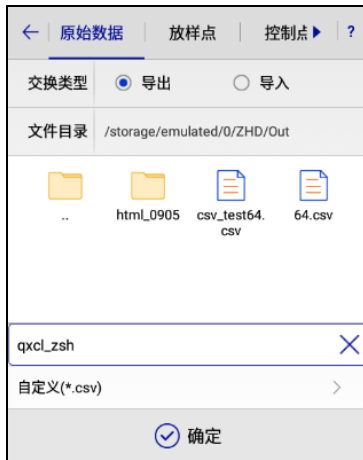 原始数据 放样点 控制点 ?
交换类型 导出 导入
文件目录 /storage/emulated/0/ZHD/Out
.. html_0905 csv_test64.csv 64.csv
qxcl_zsh
自定义(*.csv)
确定